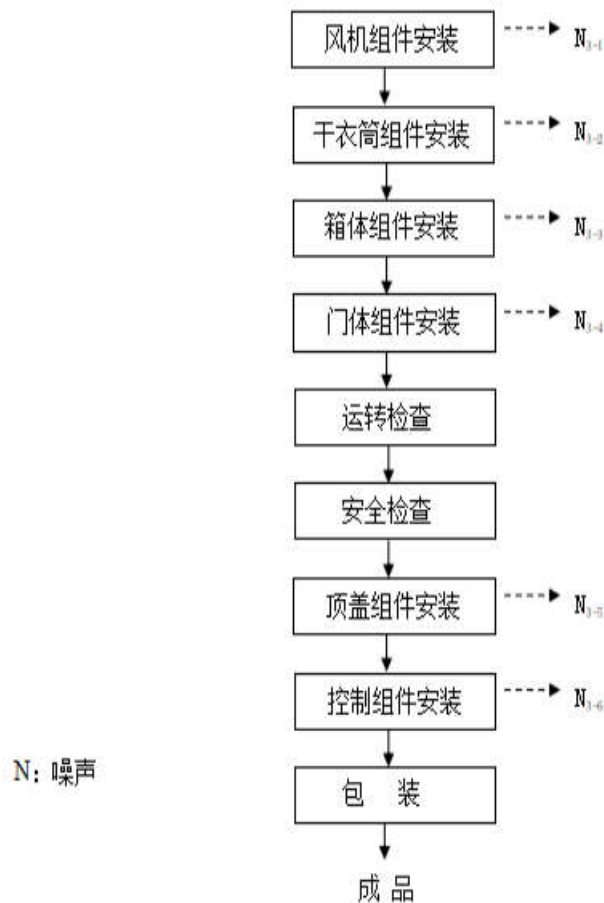 风机组件安装 N₃₋₁
干衣筒组件安装 N₃₋₂
箱体组件安装 N₃₋₃
门体组件安装 N₃₋₄
运转检查
安全检查
顶盖组件安装 N₃₋₅
控制组件安装 N₃₋₆
N: 噪声
包 装
成 品